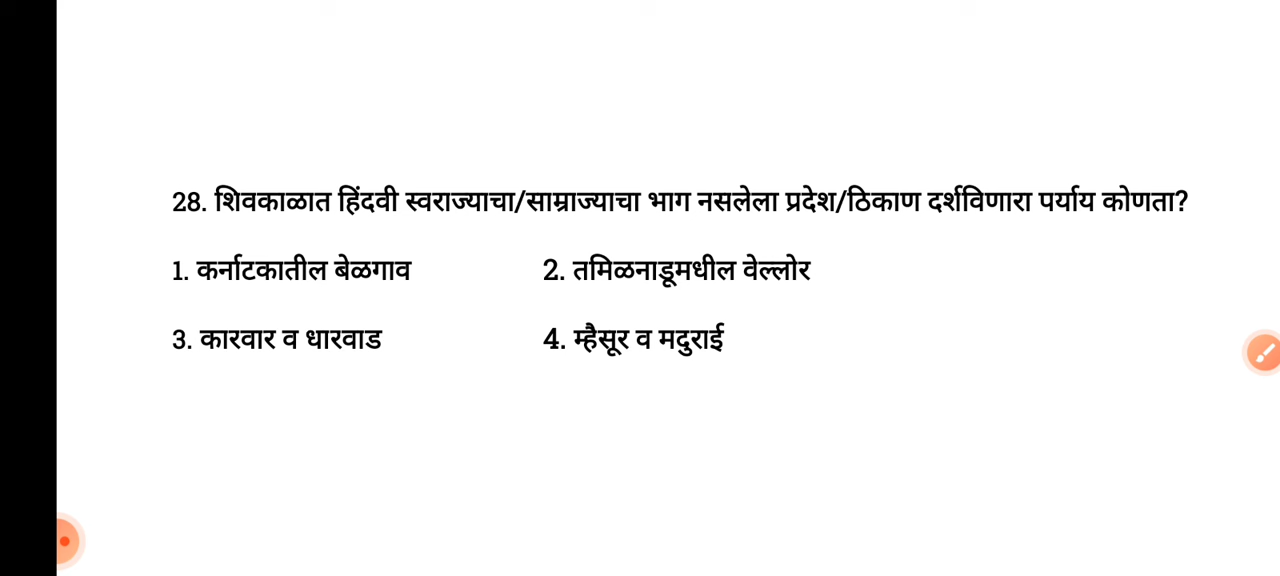 28. शिवकाळात हिंदवी स्वराज्याचा/साम्राज्याचा भाग नसलेला प्रदेश/ठिकाण दर्शविणारा पर्याय कोणता?
1. कर्नाटकातील बेळगाव 2. तमिळनाडूमधील वेल्लोर
3. कारवार व धारवाड 4. म्हैसूर व मदुराई